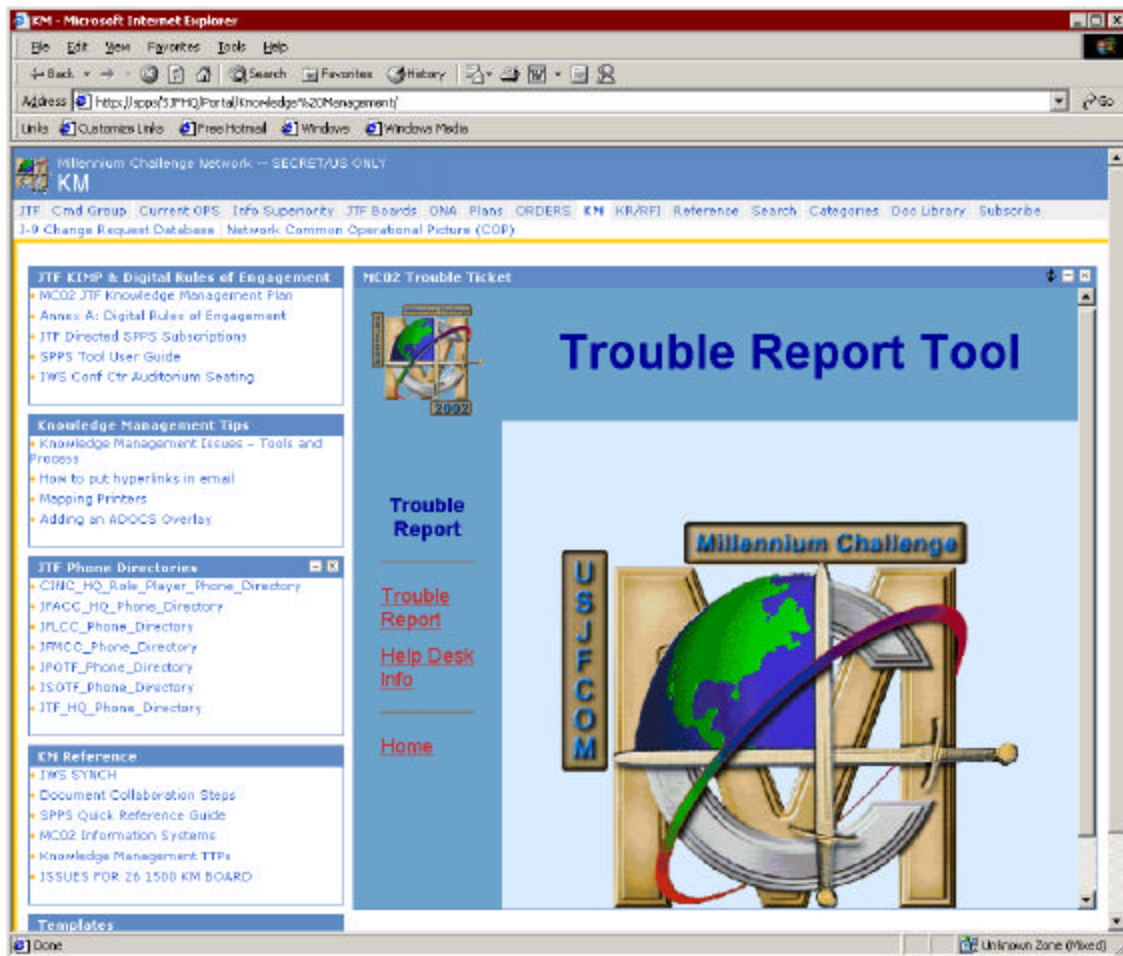 KM - Microsoft Internet Explorer
File Edit View Favorites Tools Help
Back Search Favorites History
Address http://spps/SJFHQ/Portal/Knowledge%20Management/ Go
Links Customize Links Free Hotmail Windows Windows Media
Millennium Challenge Network -- SECRET/US ONLY
KM
JTF Cmd Group Current OPS Info Superiority JTF Boards ONA Plans ORDERS KM KR/RFI Reference Search Categories Doc Library Subscribe
J-9 Change Request Database Network Common Operational Picture (COP)
JTF KIMP & Digital Rules of Engagement
MC02 JTF Knowledge Management Plan
Annex A: Digital Rules of Engagement
JTF Directed SPPS Subscriptions
SPPS Tool User Guide
IWS Conf Ctr Auditorium Seating
Knowledge Management Tips
Knowledge Management Issues – Tools and
Process
How to put hyperlinks in email
Mapping Printers
Adding an ADOCS Overlay
JTF Phone Directories
CINC_HQ_Role_Player_Phone_Directory
JFACC_HQ_Phone_Directory
JFLCC_Phone_Directory
JFMCC_Phone_Directory
JPOTF_Phone_Directory
JSOTF_Phone_Directory
JTF_HQ_Phone_Directory
KM Reference
IWS SYNCH
Document Collaboration Steps
SPPS Quick Reference Guide
MC02 Information Systems
Knowledge Management TTPs
ISSUES FOR 26 1500 KM BOARD
Templates
MC02 Trouble Ticket
Millennium Challenge
2002
Trouble Report Tool
Trouble
Report
Trouble
Report
Help Desk
Info
Home
Millennium Challenge
USJFCOM
MC
Done
Unknown Zone (Mixed)